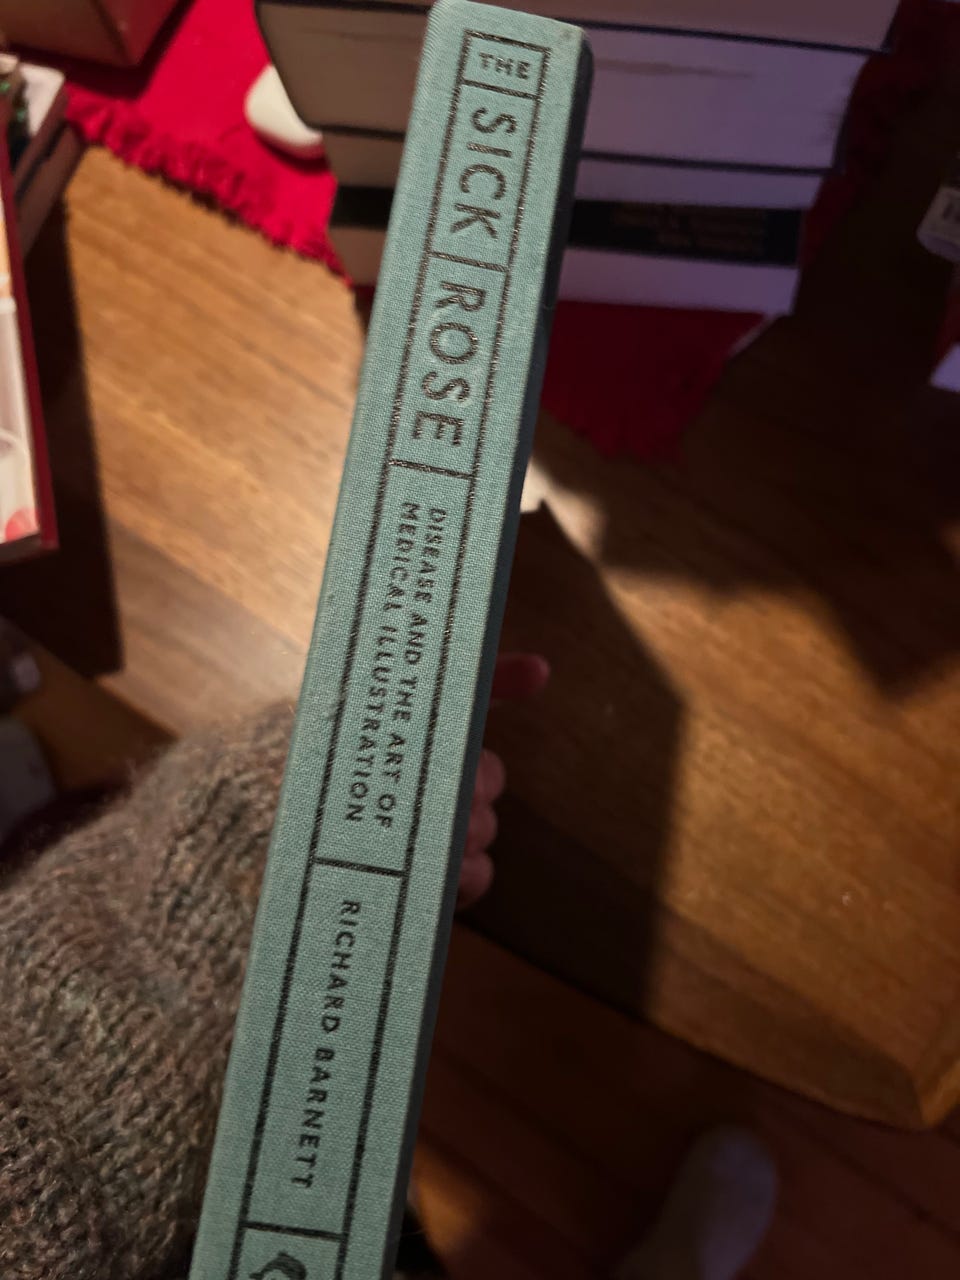 THE
SICK
ROSE
DISEASE AND THE ART OF
MEDICAL ILLUSTRATION
RICHARD BARNETT